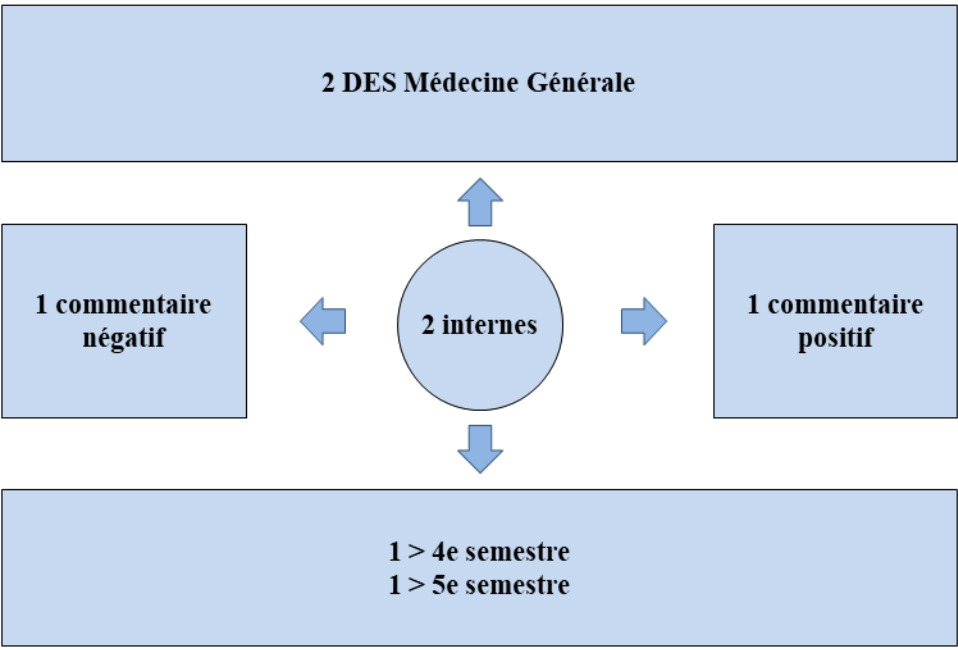 2 DES Médecine Générale
1 commentaire
négatif
2 internes
1 commentaire
positif
1 > 4e semestre
1 > 5e semestre